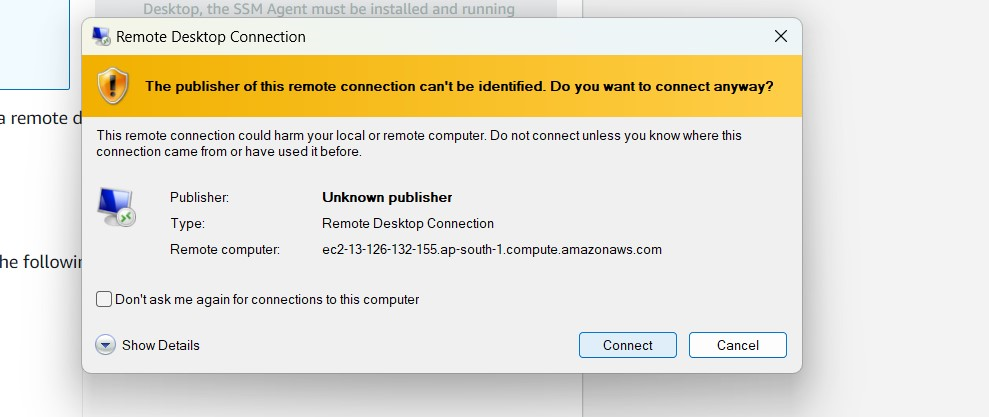 Desktop, the SSM Agent must be installed and running
Remote Desktop Connection
The publisher of this remote connection can't be identified. Do you want to connect anyway?
a remote d
This remote connection could harm your local or remote computer. Do not connect unless you know where this
connection came from or have used it before.
Publisher: Unknown publisher
Type: Remote Desktop Connection
Remote computer: ec2-13-126-132-155.ap-south-1.compute.amazonaws.com
he followin
Don't ask me again for connections to this computer
Show Details Connect Cancel